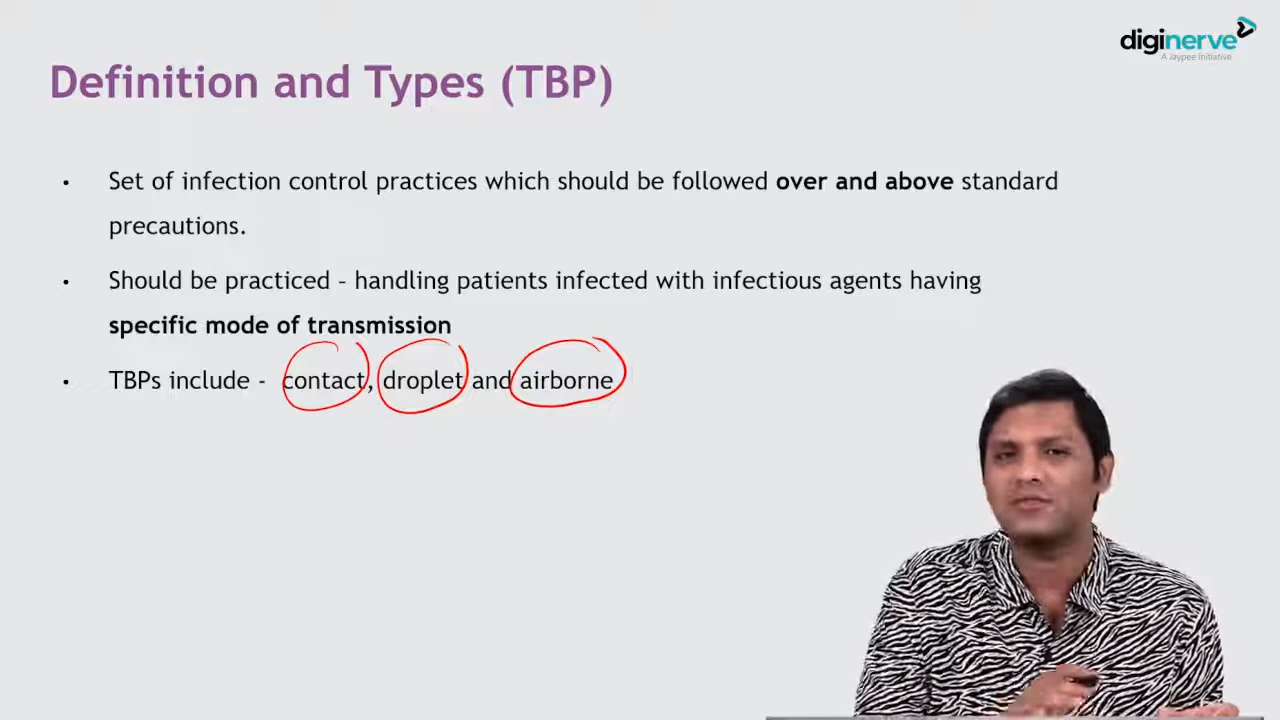 diginerve
A Jaypee Initiative
Definition and Types (TBP)
• Set of infection control practices which should be followed over and above standard
precautions.
• Should be practiced – handling patients infected with infectious agents having
specific mode of transmission
• TBPs include - contact, droplet and airborne